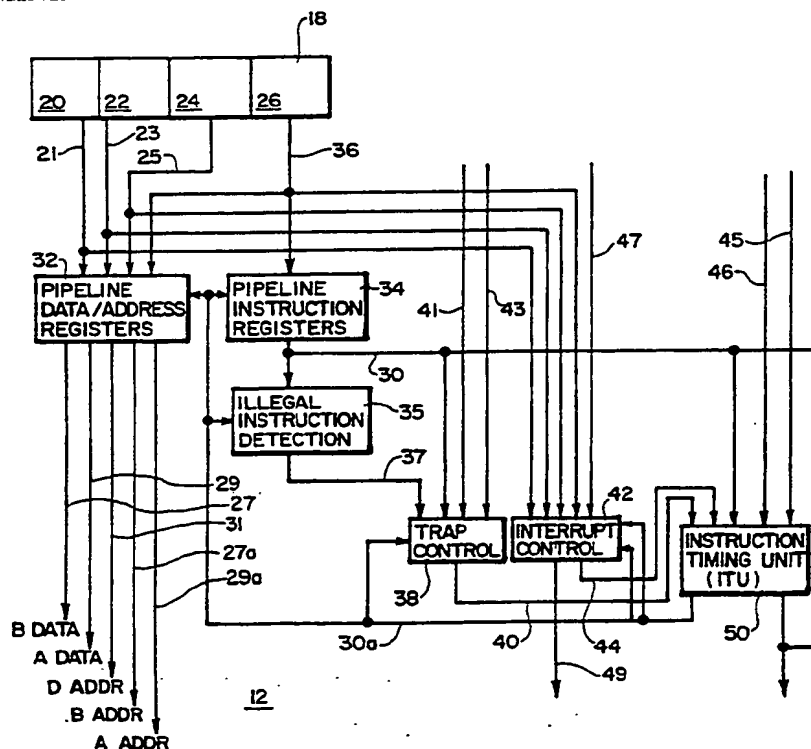 18
20 22 24 26
21
23
25
36
32
PIPELINE
DATA/ADDRESS
REGISTERS
PIPELINE
INSTRUCTION
REGISTERS
34
41
43
47
46
45
30
ILLEGAL
INSTRUCTION
DETECTION
35
37
29
27
31
27a
29a
TRAP
CONTROL
38
42
INTERRUPT
CONTROL
INSTRUCTION
TIMING UNIT
(ITU)
50
30a
40
44
49
B DATA
A DATA
D ADDR
.B ADDR
A ADDR
12